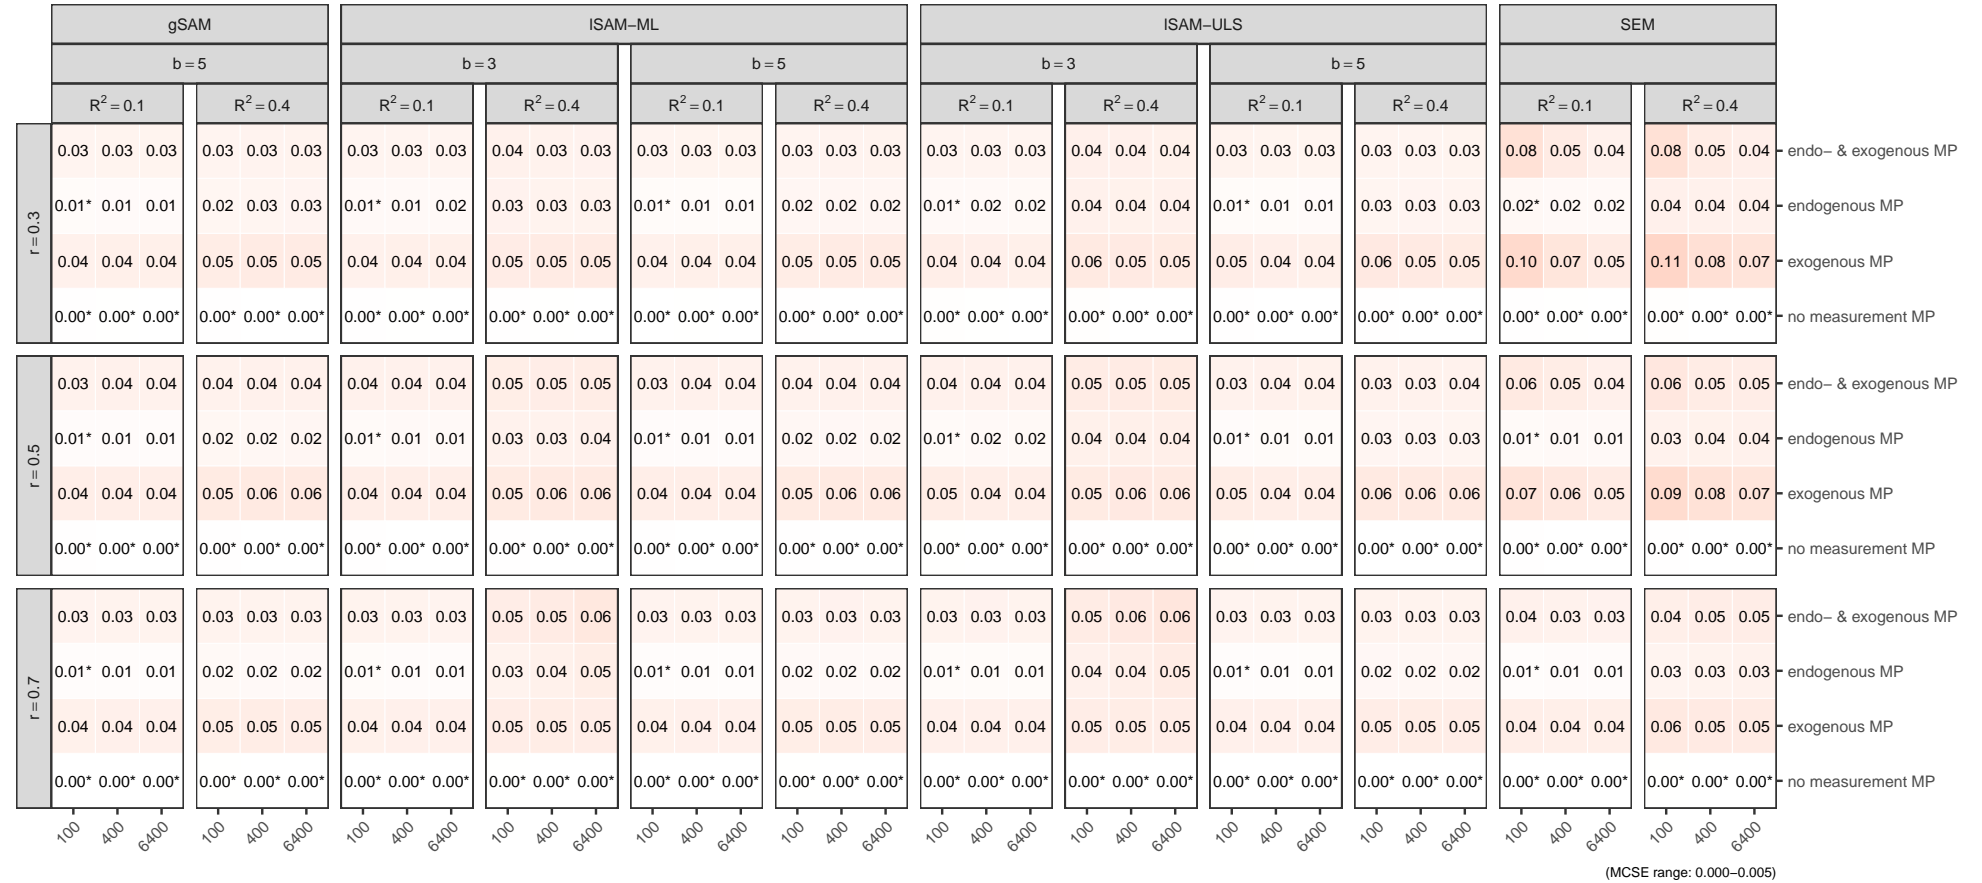 gSAM lSAM−ML lSAM−ULS SEM
b = 5 b = 3 b = 5 b = 3 b = 5
R² = 0.1 R² = 0.4 R² = 0.1 R² = 0.4 R² = 0.1 R² = 0.4 R² = 0.1 R² = 0.4 R² = 0.1 R² = 0.4 R² = 0.1 R² = 0.4
r = 0.3
0.03 0.03 0.03 0.03 0.03 0.03 0.03 0.03 0.03 0.04 0.03 0.03 0.03 0.03 0.03 0.03 0.03 0.03 0.03 0.03 0.03 0.04 0.04 0.04 0.03 0.03 0.03 0.03 0.03 0.03 0.08 0.05 0.04 0.08 0.05 0.04 endo− & exogenous MP
0.01* 0.01 0.01 0.02 0.03 0.03 0.01* 0.01 0.02 0.03 0.03 0.03 0.01* 0.01 0.01 0.02 0.02 0.02 0.01* 0.02 0.02 0.04 0.04 0.04 0.01* 0.01 0.01 0.03 0.03 0.03 0.02* 0.02 0.02 0.04 0.04 0.04 endogenous MP
0.04 0.04 0.04 0.05 0.05 0.05 0.04 0.04 0.04 0.05 0.05 0.05 0.04 0.04 0.04 0.05 0.05 0.05 0.04 0.04 0.04 0.06 0.05 0.05 0.05 0.04 0.04 0.06 0.05 0.05 0.10 0.07 0.05 0.11 0.08 0.07 exogenous MP
0.00* 0.00* 0.00* 0.00* 0.00* 0.00* 0.00* 0.00* 0.00* 0.00* 0.00* 0.00* 0.00* 0.00* 0.00* 0.00* 0.00* 0.00* 0.00* 0.00* 0.00* 0.00* 0.00* 0.00* 0.00* 0.00* 0.00* 0.00* 0.00* 0.00* 0.00* 0.00* 0.00* 0.00* 0.00* 0.00* no measurement MP
r = 0.5
0.03 0.04 0.04 0.04 0.04 0.04 0.04 0.04 0.04 0.05 0.05 0.05 0.03 0.04 0.04 0.04 0.04 0.04 0.04 0.04 0.04 0.05 0.05 0.05 0.03 0.04 0.04 0.03 0.03 0.04 0.06 0.05 0.04 0.06 0.05 0.05 endo− & exogenous MP
0.01* 0.01 0.01 0.02 0.02 0.02 0.01* 0.01 0.01 0.03 0.03 0.04 0.01* 0.01 0.01 0.02 0.02 0.02 0.01* 0.02 0.02 0.04 0.04 0.04 0.01* 0.01 0.01 0.03 0.03 0.03 0.01* 0.01 0.01 0.03 0.04 0.04 endogenous MP
0.04 0.04 0.04 0.05 0.06 0.06 0.04 0.04 0.04 0.05 0.06 0.06 0.04 0.04 0.04 0.05 0.06 0.06 0.05 0.04 0.04 0.05 0.06 0.06 0.05 0.04 0.04 0.06 0.06 0.06 0.07 0.06 0.05 0.09 0.08 0.07 exogenous MP
0.00* 0.00* 0.00* 0.00* 0.00* 0.00* 0.00* 0.00* 0.00* 0.00* 0.00* 0.00* 0.00* 0.00* 0.00* 0.00* 0.00* 0.00* 0.00* 0.00* 0.00* 0.00* 0.00* 0.00* 0.00* 0.00* 0.00* 0.00* 0.00* 0.00* 0.00* 0.00* 0.00* 0.00* 0.00* 0.00* no measurement MP
r = 0.7
0.03 0.03 0.03 0.03 0.03 0.03 0.03 0.03 0.03 0.05 0.05 0.06 0.03 0.03 0.03 0.03 0.03 0.03 0.03 0.03 0.03 0.05 0.06 0.06 0.03 0.03 0.03 0.03 0.03 0.03 0.04 0.03 0.03 0.04 0.05 0.05 endo− & exogenous MP
0.01* 0.01 0.01 0.02 0.02 0.02 0.01* 0.01 0.01 0.03 0.04 0.05 0.01* 0.01 0.01 0.02 0.02 0.02 0.01* 0.01 0.01 0.04 0.04 0.05 0.01* 0.01 0.01 0.02 0.02 0.02 0.01* 0.01 0.01 0.03 0.03 0.03 endogenous MP
0.04 0.04 0.04 0.05 0.05 0.05 0.04 0.04 0.04 0.05 0.05 0.05 0.04 0.04 0.04 0.05 0.05 0.05 0.04 0.04 0.04 0.05 0.05 0.05 0.04 0.04 0.04 0.05 0.05 0.05 0.04 0.04 0.04 0.06 0.05 0.05 exogenous MP
0.00* 0.00* 0.00* 0.00* 0.00* 0.00* 0.00* 0.00* 0.00* 0.00* 0.00* 0.00* 0.00* 0.00* 0.00* 0.00* 0.00* 0.00* 0.00* 0.00* 0.00* 0.00* 0.00* 0.00* 0.00* 0.00* 0.00* 0.00* 0.00* 0.00* 0.00* 0.00* 0.00* 0.00* 0.00* 0.00* no measurement MP
100 400 6400 100 400 6400 100 400 6400 100 400 6400 100 400 6400 100 400 6400 100 400 6400 100 400 6400 100 400 6400 100 400 6400 100 400 6400 100 400 6400
(MCSE range: 0.000−0.005)